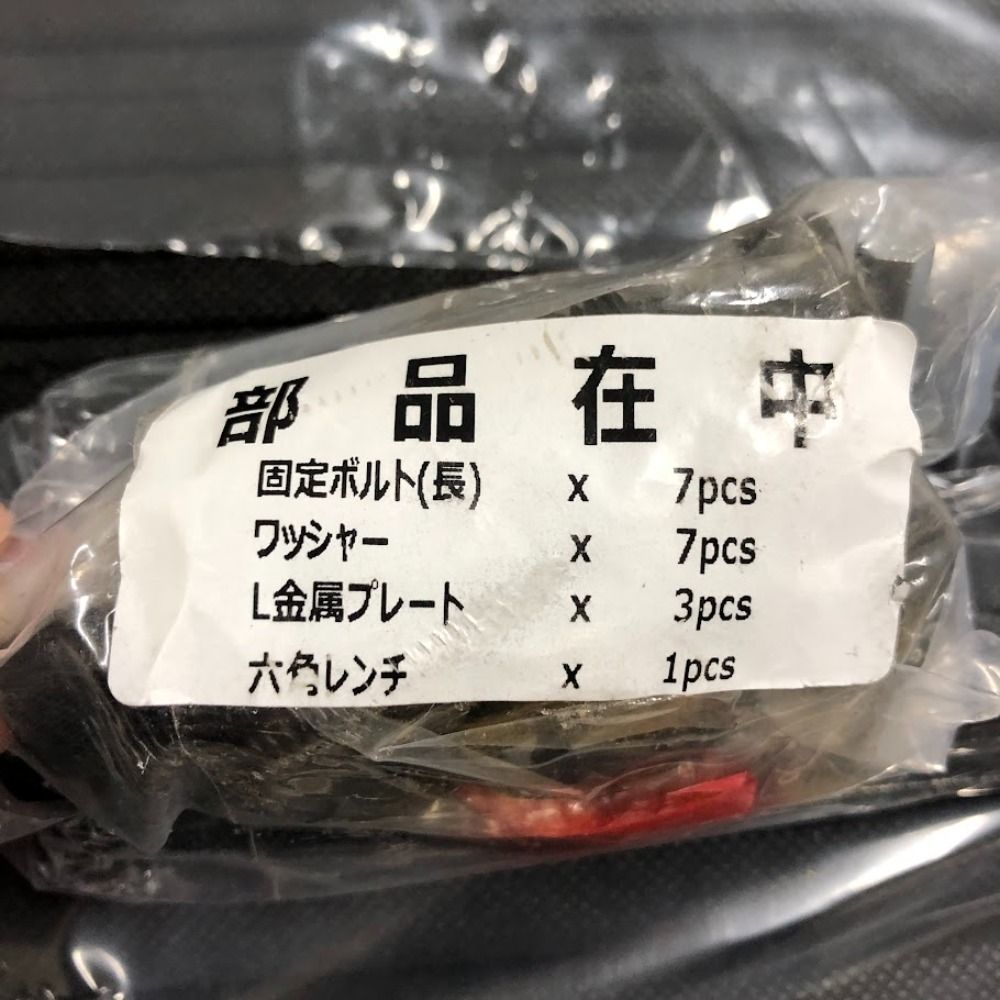 部品在中
固定ボルト(長) x 7pcs
ワッシャー x 7pcs
L金属プレート x 3pcs
六角レンチ x 1pcs